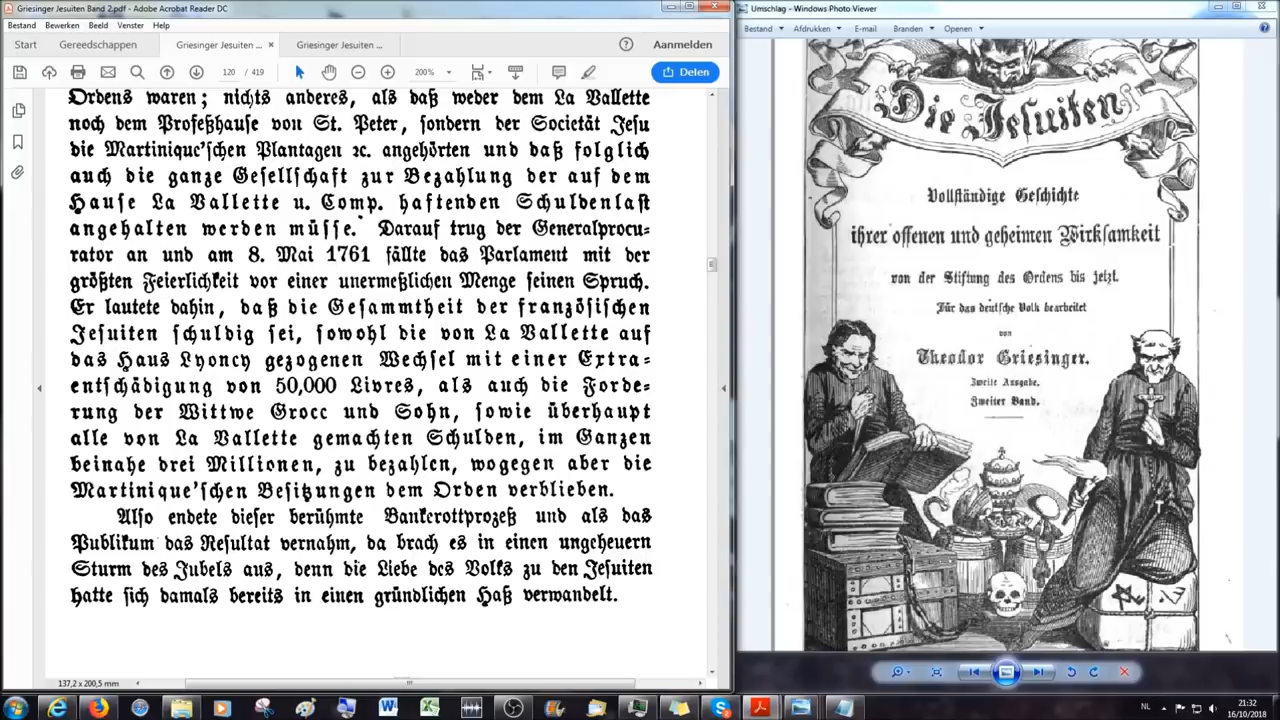 Griesinger Jesuiten Band 2.pdf - Adobe Acrobat Reader DC
Bestand Bewerken Beeld Venster Help
Start Gereedschappen Griesinger Jesuiten ... × Griesinger Jesuiten ... Aanmelden
120 / 419 200% Delen
Ordens waren; nichts anderes, als daß weder dem La Vallette
noch dem Profeßhause von St. Peter, sondern der Societät Jesu
die Martinique'schen Plantagen ꝛc. angehörten und daß folglich
auch die ganze Gesellschaft zur Bezahlung der auf dem
Hause La Vallette u. Comp. haftenden Schuldenlast
angehalten werden müsse. Darauf trug der Generalprocu-
rator an und am 8. Mai 1761 fällte das Parlament mit der
größten Feierlichkeit vor einer unermeßlichen Menge seinen Spruch.
Er lautete dahin, daß die Gesammtheit der französischen
Jesuiten schuldig sei, sowohl die von La Vallette auf
das Haus Lyoncy gezogenen Wechsel mit einer Extra-
entschädigung von 50,000 Livres, als auch die Forde-
rung der Wittwe Grocc und Sohn, sowie überhaupt
alle von La Vallette gemachten Schulden, im Ganzen
beinahe drei Millionen, zu bezahlen, wogegen aber die
Martinique'schen Besitzungen dem Orden verblieben.
Also endete dieser berühmte Bankerottprozeß und als das
Publikum das Resultat vernahm, da brach es in einen ungeheuern
Sturm des Jubels aus, denn die Liebe des Volks zu den Jesuiten
hatte sich damals bereits in einen gründlichen Haß verwandelt.
137,2 x 200,5 mm
Umschlag - Windows Photo Viewer
Bestand Afdrukken E-mail Branden Openen
Die Jesuiten
Vollständige Geschichte
ihrer offenen und geheimen Wirksamkeit
von der Stiftung des Ordens bis jetzt.
Für das deutsche Volk bearbeitet
von
Theodor Griesinger.
Zweite Ausgabe.
Zweiter Band.
NL
21:32
16/10/2018